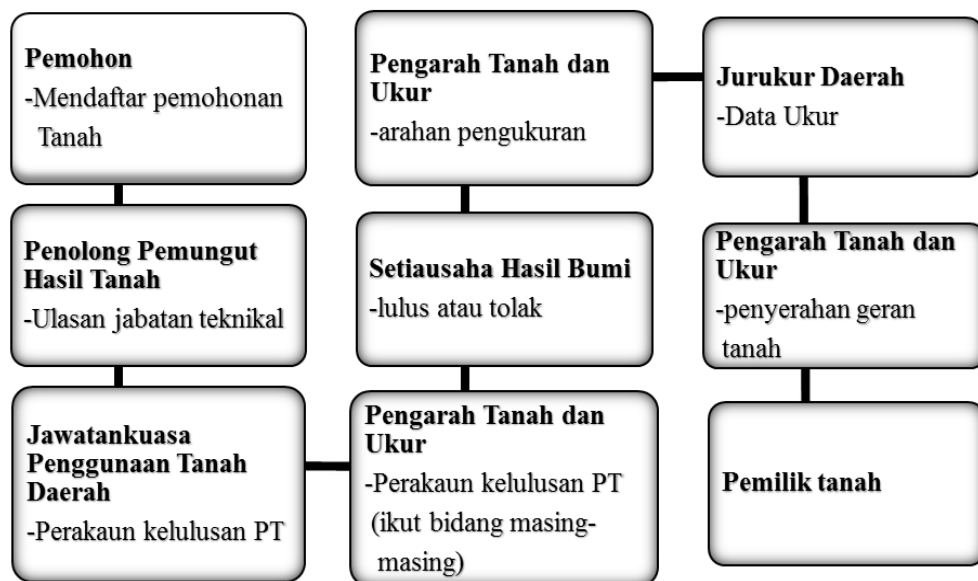 Pemohon
-Mendaftar pemohonan
Tanah
Penolong Pemungut
Hasil Tanah
-Ulasan jabatan teknikal
Jawatankuasa
Penggunaan Tanah
Daerah
-Perakaun kelulusan PT
Pengarah Tanah dan
Ukur
-Perakaun kelulusan PT
(ikut bidang masing-
masing)
Setiausaha Hasil Bumi
-lulus atau tolak
Pengarah Tanah dan
Ukur
-arahan pengukuran
Jurukur Daerah
-Data Ukur
Pengarah Tanah dan
Ukur
-penyerahan geran
tanah
Pemilik tanah